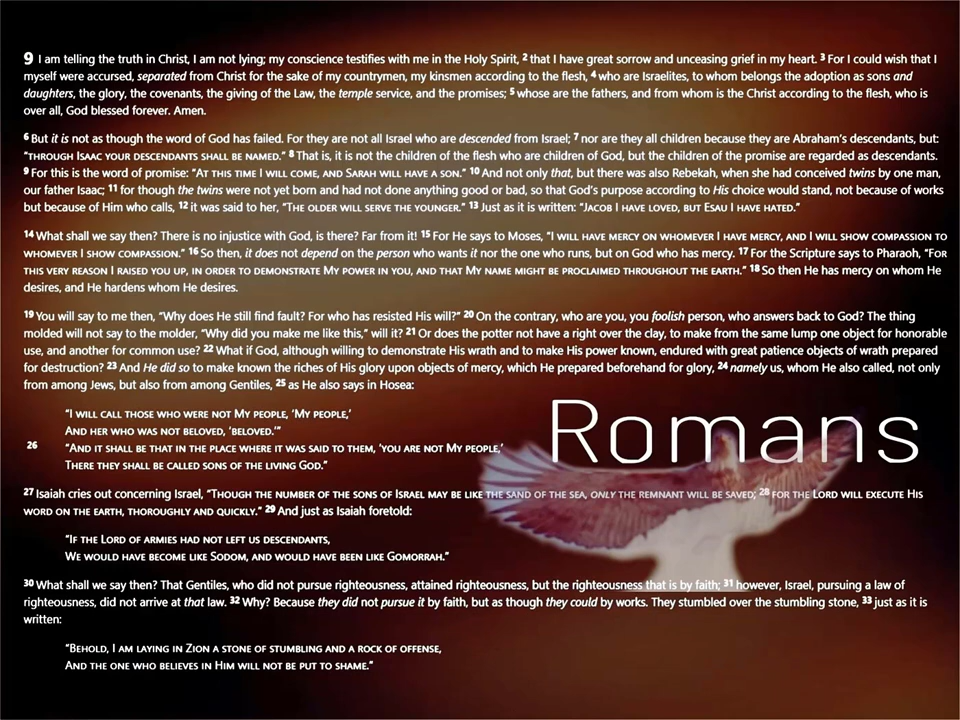 9 I am telling the truth in Christ, I am not lying; my conscience testifies with me in the Holy Spirit, 2 that I have great sorrow and unceasing grief in my heart. 3 For I could wish that I
myself were accursed, separated from Christ for the sake of my countrymen, my kinsmen according to the flesh, 4 who are Israelites, to whom belongs the adoption as sons and
daughters, the glory, the covenants, the giving of the Law, the temple service, and the promises; 5 whose are the fathers, and from whom is the Christ according to the flesh, who is
over all, God blessed forever. Amen.
6 But it is not as though the word of God has failed. For they are not all Israel who are descended from Israel; 7 nor are they all children because they are Abraham's descendants, but:
"THROUGH ISAAC YOUR DESCENDANTS SHALL BE NAMED." 8 That is, it is not the children of the flesh who are children of God, but the children of the promise are regarded as descendants.
9 For this is the word of promise: "AT THIS TIME I WILL COME, AND SARAH WILL HAVE A SON." 10 And not only that, but there was also Rebekah, when she had conceived twins by one man,
our father Isaac; 11 for though the twins were not yet born and had not done anything good or bad, so that God's purpose according to His choice would stand, not because of works
but because of Him who calls, 12 it was said to her, "THE OLDER WILL SERVE THE YOUNGER." 13 Just as it is written: "JACOB I HAVE LOVED, BUT ESAU I HAVE HATED."
14 What shall we say then? There is no injustice with God, is there? Far from it! 15 For He says to Moses, "I WILL HAVE MERCY ON WHOMEVER I HAVE MERCY, AND I WILL SHOW COMPASSION TO
WHOMEVER I SHOW COMPASSION." 16 So then, it does not depend on the person who wants it nor the one who runs, but on God who has mercy. 17 For the Scripture says to Pharaoh, "FOR
THIS VERY REASON I RAISED YOU UP, IN ORDER TO DEMONSTRATE MY POWER IN YOU, AND THAT MY NAME MIGHT BE PROCLAIMED THROUGHOUT THE EARTH." 18 So then He has mercy on whom He
desires, and He hardens whom He desires.
19 You will say to me then, "Why does He still find fault? For who has resisted His will?" 20 On the contrary, who are you, you foolish person, who answers back to God? The thing
molded will not say to the molder, "Why did you make me like this," will it? 21 Or does the potter not have a right over the clay, to make from the same lump one object for honorable
use, and another for common use? 22 What if God, although willing to demonstrate His wrath and to make His power known, endured with great patience objects of wrath prepared
for destruction? 23 And He did so to make known the riches of His glory upon objects of mercy, which He prepared beforehand for glory, 24 namely us, whom He also called, not only
from among Jews, but also from among Gentiles, 25 as He also says in Hosea:
"I WILL CALL THOSE WHO WERE NOT MY PEOPLE, 'MY PEOPLE,'
AND HER WHO WAS NOT BELOVED, 'BELOVED.'"
26 "AND IT SHALL BE THAT IN THE PLACE WHERE IT WAS SAID TO THEM, 'YOU ARE NOT MY PEOPLE,'
THERE THEY SHALL BE CALLED SONS OF THE LIVING GOD."
Romans
27 Isaiah cries out concerning Israel, "THOUGH THE NUMBER OF THE SONS OF ISRAEL MAY BE LIKE THE SAND OF THE SEA, ONLY THE REMNANT WILL BE SAVED; 28 FOR THE LORD WILL EXECUTE HIS
WORD ON THE EARTH, THOROUGHLY AND QUICKLY." 29 And just as Isaiah foretold:
"IF THE LORD OF ARMIES HAD NOT LEFT US DESCENDANTS,
WE WOULD HAVE BECOME LIKE SODOM, AND WOULD HAVE BEEN LIKE GOMORRAH."
30 What shall we say then? That Gentiles, who did not pursue righteousness, attained righteousness, but the righteousness that is by faith; 31 however, Israel, pursuing a law of
righteousness, did not arrive at that law. 32 Why? Because they did not pursue it by faith, but as though they could by works. They stumbled over the stumbling stone, 33 just as it is
written:
"BEHOLD, I AM LAYING IN ZION A STONE OF STUMBLING AND A ROCK OF OFFENSE,
AND THE ONE WHO BELIEVES IN HIM WILL NOT BE PUT TO SHAME."